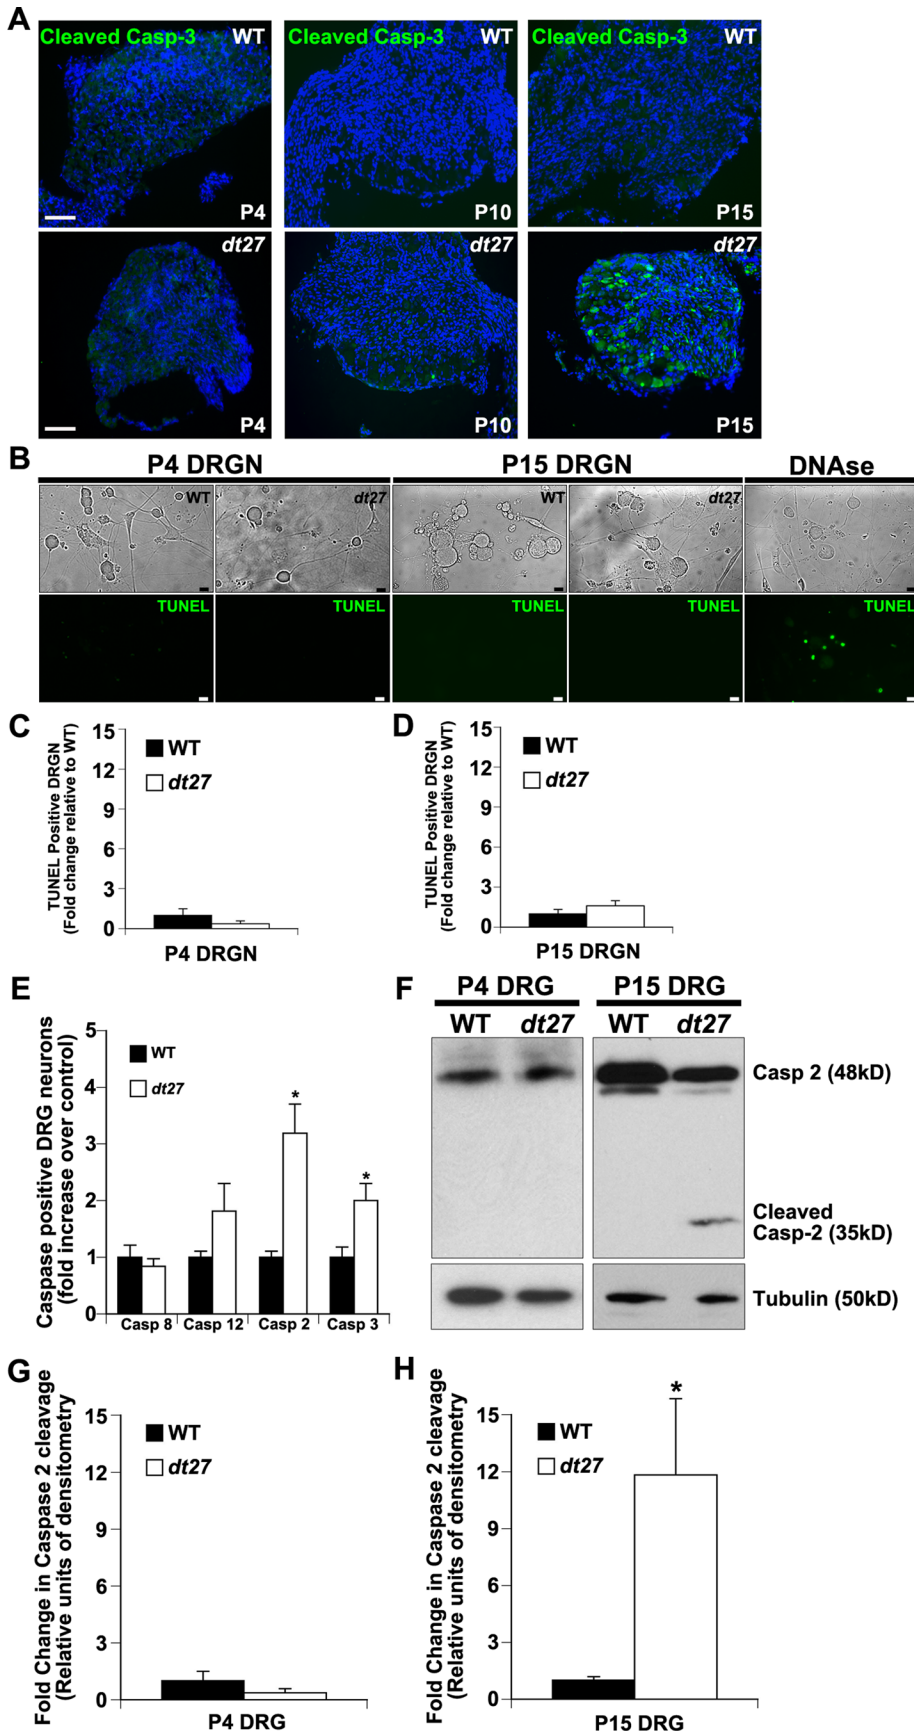 A
Cleaved Casp-3 WT
Cleaved Casp-3 WT
Cleaved Casp-3 WT
P4
P10
P15
dt27
dt27
dt27
P4
P10
P15
B
P4 DRGN
P15 DRGN
DNAse
WT
dt27
WT
dt27
TUNEL
TUNEL
TUNEL
TUNEL
TUNEL
C
TUNEL Positive DRGN
(Fold change relative to WT)
15
12
9
6
3
0
WT
dt27
P4 DRGN
D
TUNEL Positive DRGN
(Fold change relative to WT)
15
12
9
6
3
0
WT
dt27
P15 DRGN
E
Caspase positive DRG neurons
(fold increase over control)
5
4
3
2
1
0
WT
dt27
*
*
Casp 8
Casp 12
Casp 2
Casp 3
F
P4 DRG
P15 DRG
WT
dt27
WT
dt27
Casp 2 (48kD)
Cleaved
Casp-2 (35kD)
Tubulin (50kD)
G
Fold Change in Caspase 2 cleavage
(Relative units of densitometry
15
12
9
6
3
0
WT
dt27
P4 DRG
H
Fold Change in Caspase 2 cleavage
(Relative units of densitometry
15
12
9
6
3
0
WT
dt27
*
P15 DRG